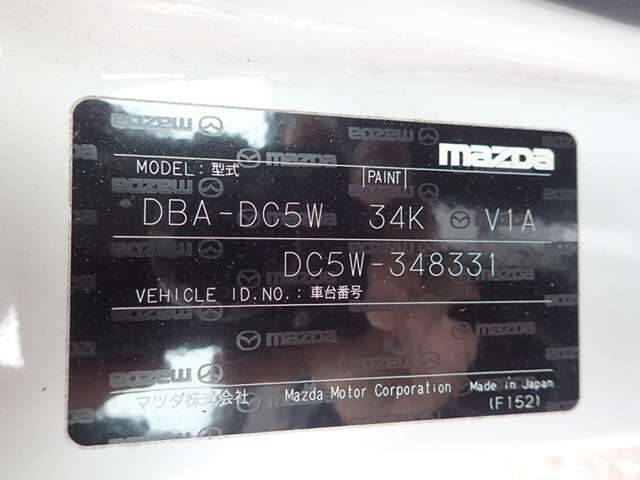 mazda
MODEL:型式 PAINT
DBA-DC5W 34K V1A
DC5W-348331
VEHICLE ID.NO.:車台番号
マツダ株式会社 Mazda Motor Corporation Made in Japan
(F152)